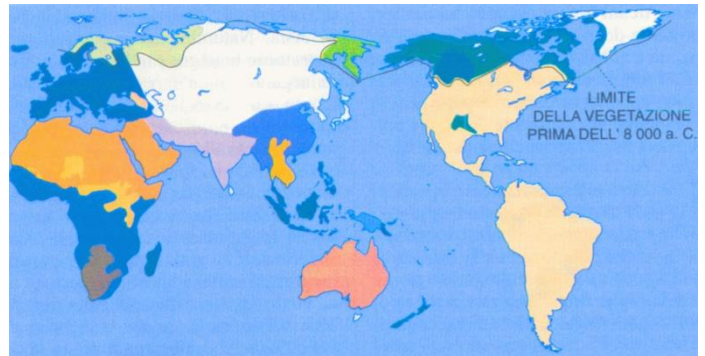 LIMITE
DELLA VEGETAZIONE
PRIMA DELL' 8 000 a. C.